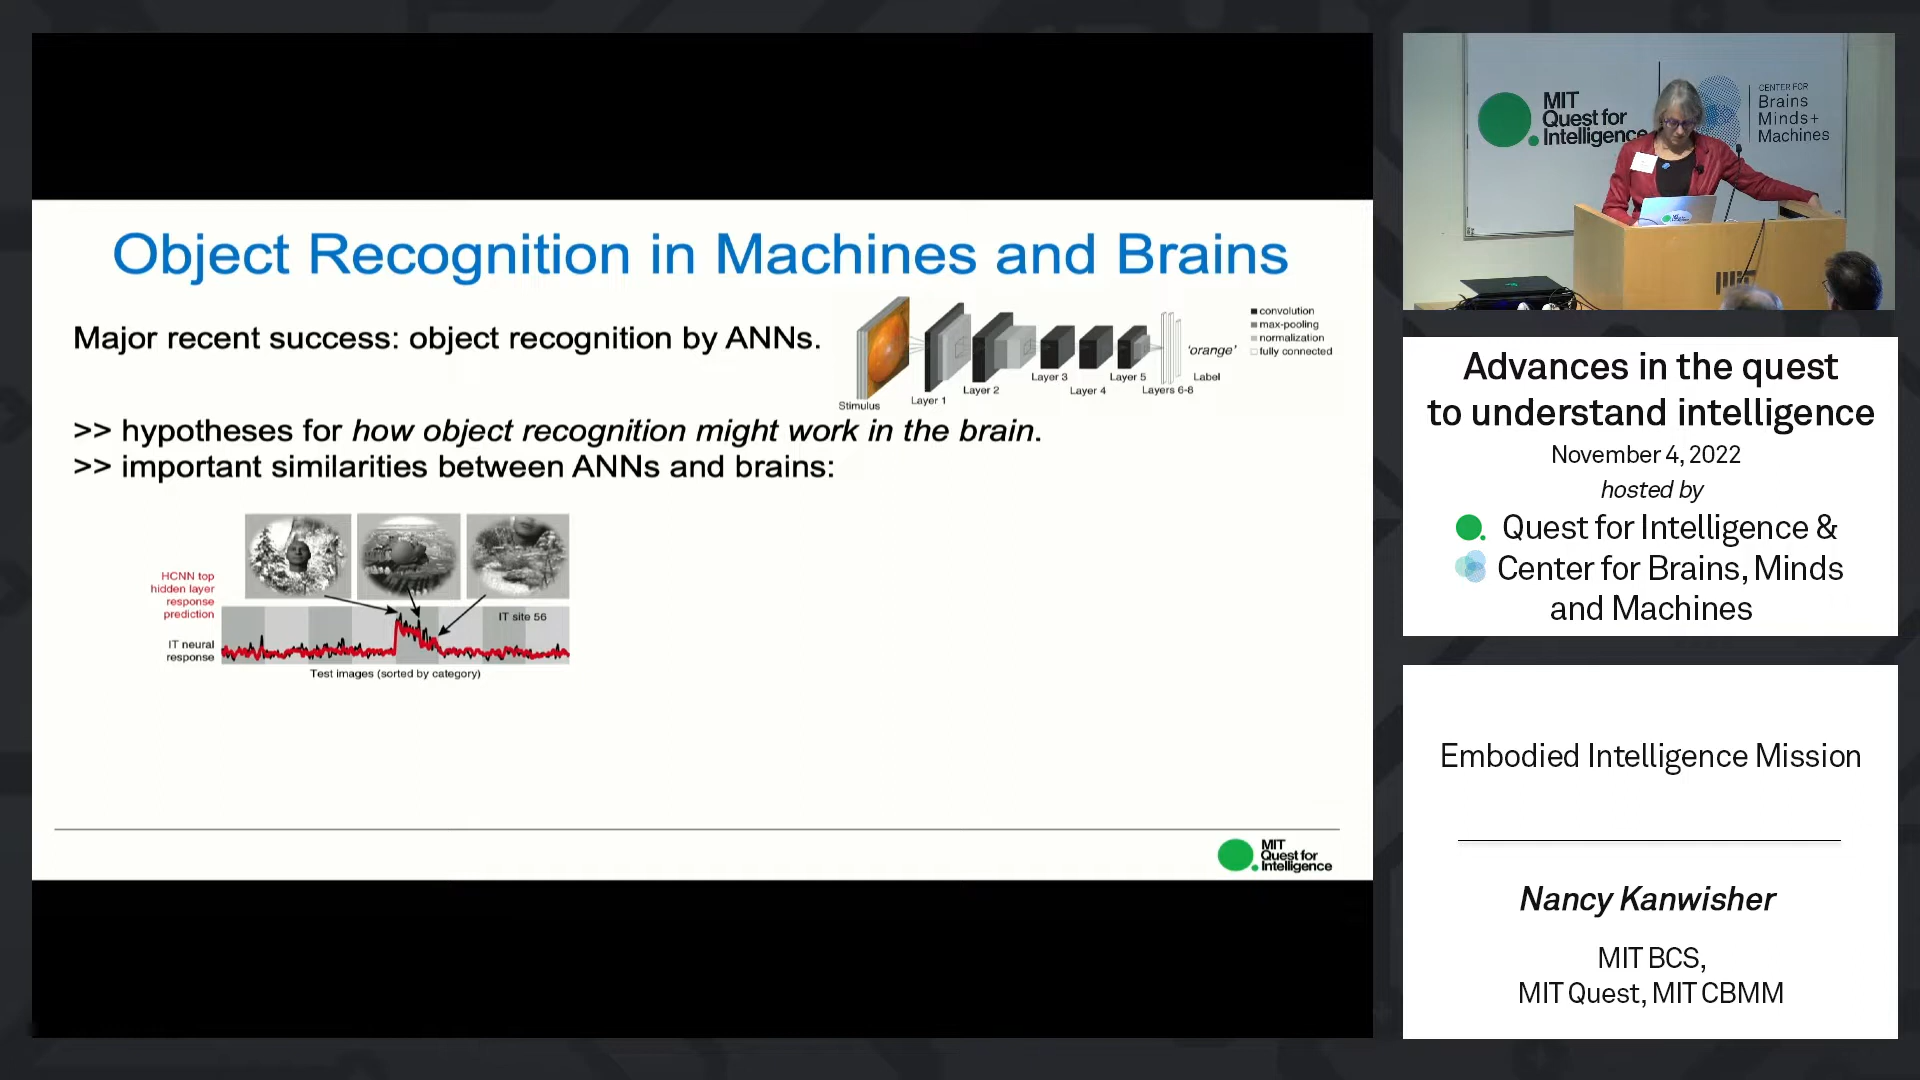 Object Recognition in Machines and Brains
Major recent success: object recognition by ANNs.
convolution
max-pooling
normalization
fully connected
'orange'
Stimulus
Layer 1
Layer 2
Layer 3
Layer 4
Layer 5
Layers 6-8
Label
>> hypotheses for how object recognition might work in the brain.
>> important similarities between ANNs and brains:
HCNN top
hidden layer
response
prediction
IT neural
response
IT site 56
Test images (sorted by category)
MIT
Quest for
Intelligence
MIT
Quest for
Intelligence
CENTER FOR
Brains
Minds+
Machines
Advances in the quest
to understand intelligence
November 4, 2022
hosted by
Quest for Intelligence &
Center for Brains, Minds
and Machines
Embodied Intelligence Mission
Nancy Kanwisher
MIT BCS,
MIT Quest, MIT CBMM